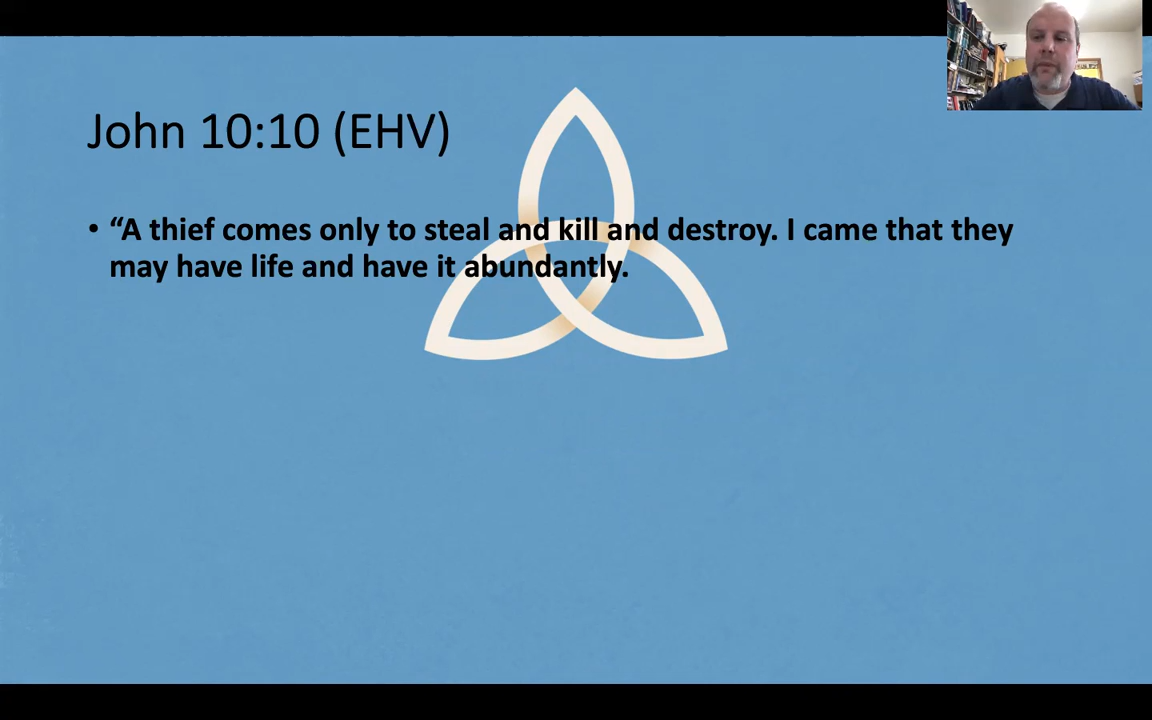 John 10:10 (EHV)
• “A thief comes only to steal and kill and destroy. I came that they
may have life and have it abundantly.